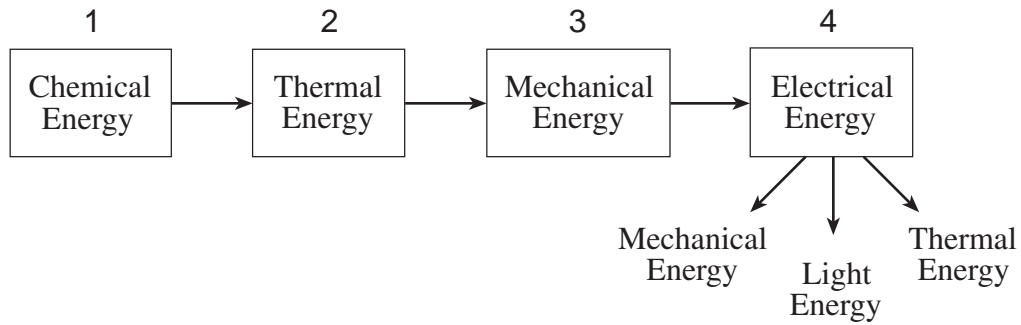 1
2
3
4
Chemical
Energy
Thermal
Energy
Mechanical
Energy
Electrical
Energy
Mechanical
Energy
Light
Energy
Thermal
Energy